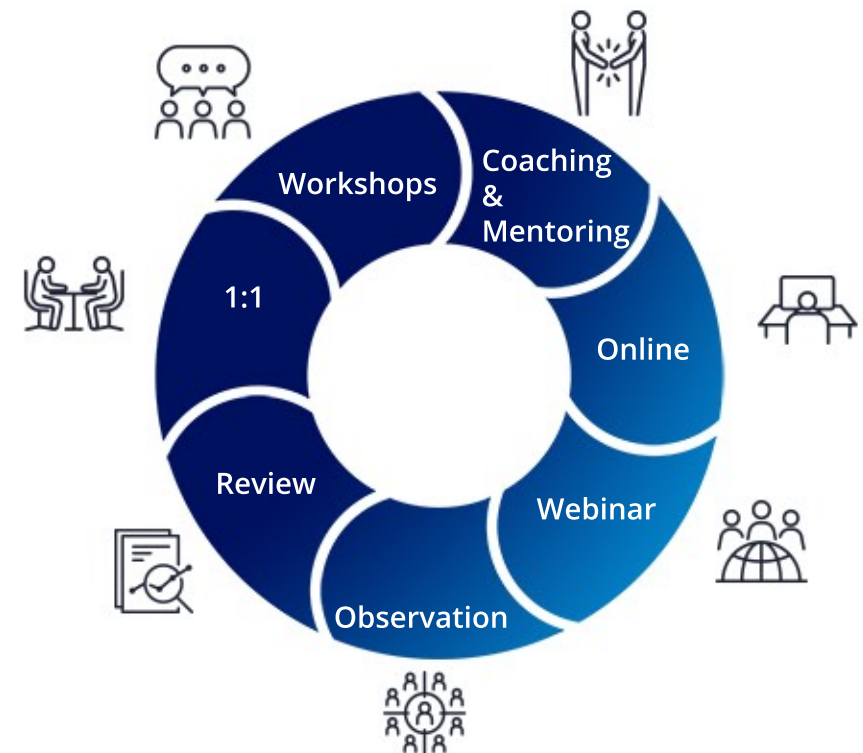 Workshops
Coaching
&
Mentoring
1:1
Online
Review
Webinar
Observation